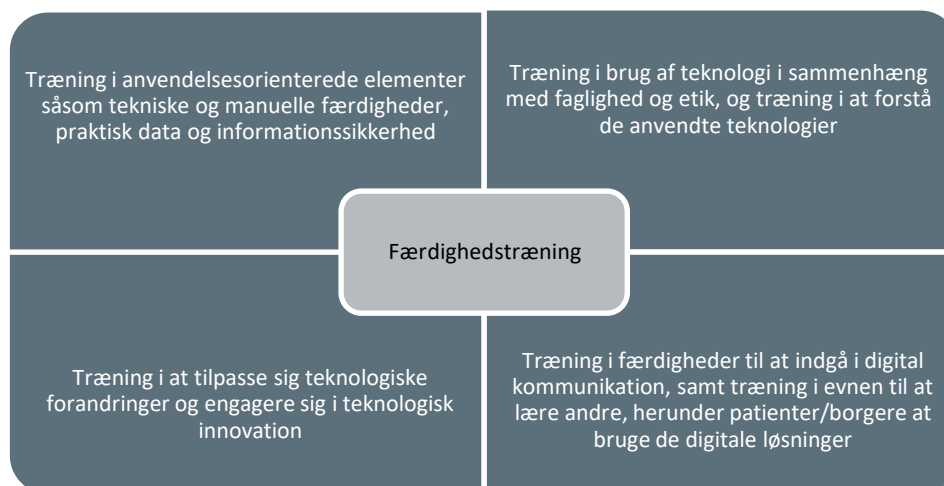 Træning i anvendelsesorienterede elementer
såsom tekniske og manuelle færdigheder,
praktisk data og informationssikkerhed
Træning i brug af teknologi i sammenhæng
med faglighed og etik, og træning i at forstå
de anvendte teknologier
Færdighedstræning
Træning i at tilpasse sig teknologiske
forandringer og engagere sig i teknologisk
innovation
Træning i færdigheder til at indgå i digital
kommunikation, samt træning i evnen til at
lære andre, herunder patienter/borgere at
bruge de digitale løsninger